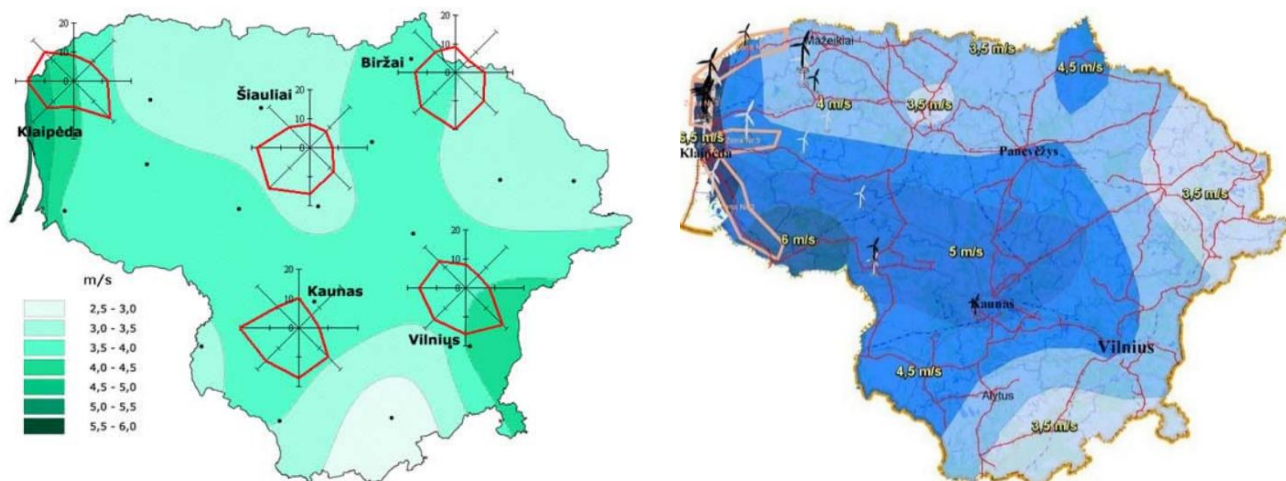 20
10
0
Klaipėda
Šiauliai
20
10
0
Biržai
20
10
0
Kaunas
20
10
0
Vilnius
20
10
0
m/s
2,5 - 3,0
3,0 - 3,5
3,5 - 4,0
4,0 - 4,5
4,5 - 5,0
5,0 - 5,5
5,5 - 6,0
Mažeikiai
3,5 m/s
4,5 m/s
4 m/s
3,5 m/s
6,5 m/s
Klaipėda
Panevėžys
3,5 m/s
6 m/s
5 m/s
Kaunas
Vilnius
4,5 m/s
Alytus
3,5 m/s